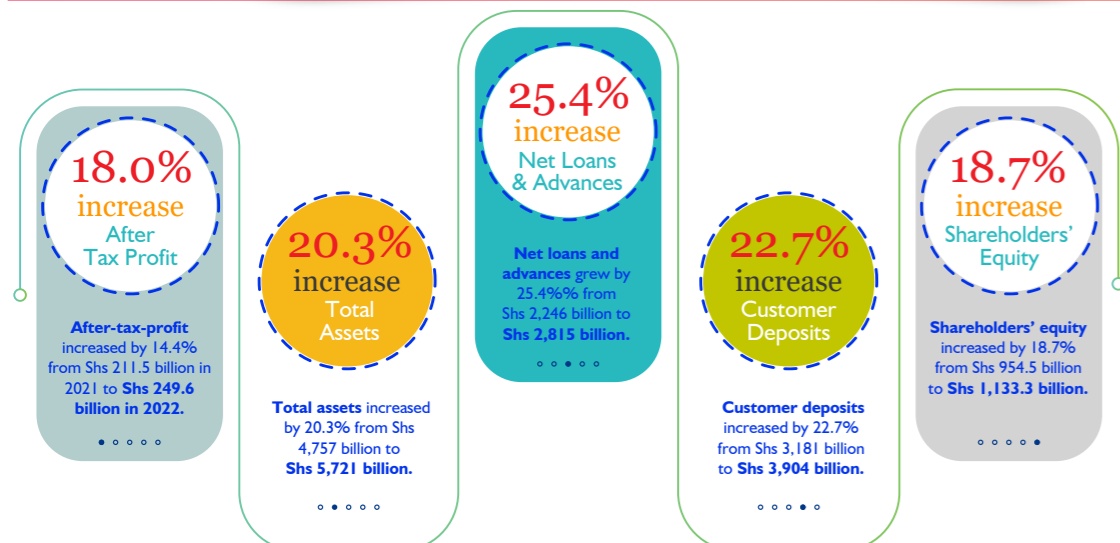 18.0%
increase
After
Tax Profit
After-tax-profit
increased by 14.4%
from Shs 211.5 billion in
2021 to Shs 249.6
billion in 2022.
20.3%
increase
Total
Assets
Total assets increased
by 20.3% from Shs
4,757 billion to
Shs 5,721 billion.
25.4%
increase
Net Loans
& Advances
Net loans and
advances grew by
25.4%% from
Shs 2,246 billion to
Shs 2,815 billion.
22.7%
increase
Customer
Deposits
Customer deposits
increased by 22.7%
from Shs 3,181 billion
to Shs 3,904 billion.
18.7%
increase
Shareholders’
Equity
Shareholders’ equity
increased by 18.7%
from Shs 954.5 billion
to Shs 1,133.3 billion.